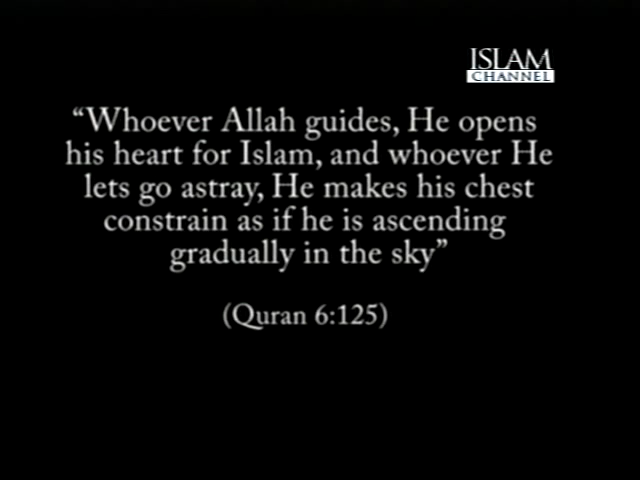 ISLAM
CHANNEL
“Whoever Allah guides, He opens
his heart for Islam, and whoever He
lets go astray, He makes his chest
constrain as if he is ascending
gradually in the sky”
(Quran 6:125)